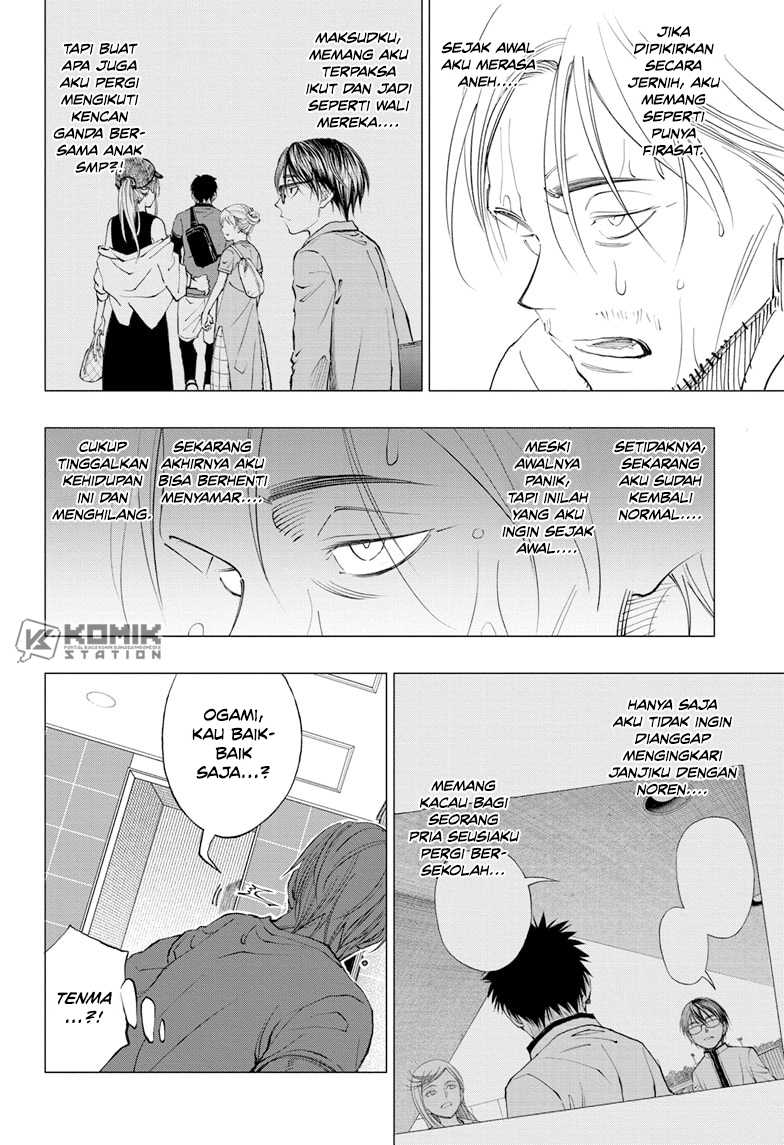 JIKA
DIPIKIRKAN
SECARA
JERNIH, AKU
MEMANG
SEPERTI
PUNYA
FIRASAT.
SEJAK AWAL
AKU MERASA
ANEH....
MAKSUDKU,
MEMANG AKU
TERPAKSA
IKUT DAN JADI
SEPERTI WALI
MEREKA....
TAPI BUAT
APA JUGA
AKU PERGI
MENGIKUTI
KENCAN
GANDA BER-
SAMA ANAK
SMP?!
SETIDAKNYA,
SEKARANG
AKU SUDAH
KEMBALI
NORMAL....
MESKI
AWALNYA
PANIK,
TAPI INILAH
YANG AKU
INGIN SEJAK
AWAL....
SEKARANG
AKHIRNYA AKU
BISA BERHENTI
MENYAMAR....
CUKUP
TINGGALKAN
KEHIDUPAN
INI DAN
MENGHILANG.
KOMIK
STATION
HANYA SAJA
AKU TIDAK INGIN
DIANGGAP
MENGINGKARI
JANJIKU DENGAN
NOREN....
MEMANG
KACAU BAGI
SEORANG
PRIA SEUSIAKU
PERGI BER-
SEKOLAH...
OGAMI,
KAU BAIK-
BAIK
SAJA...?
TENMA
...?!